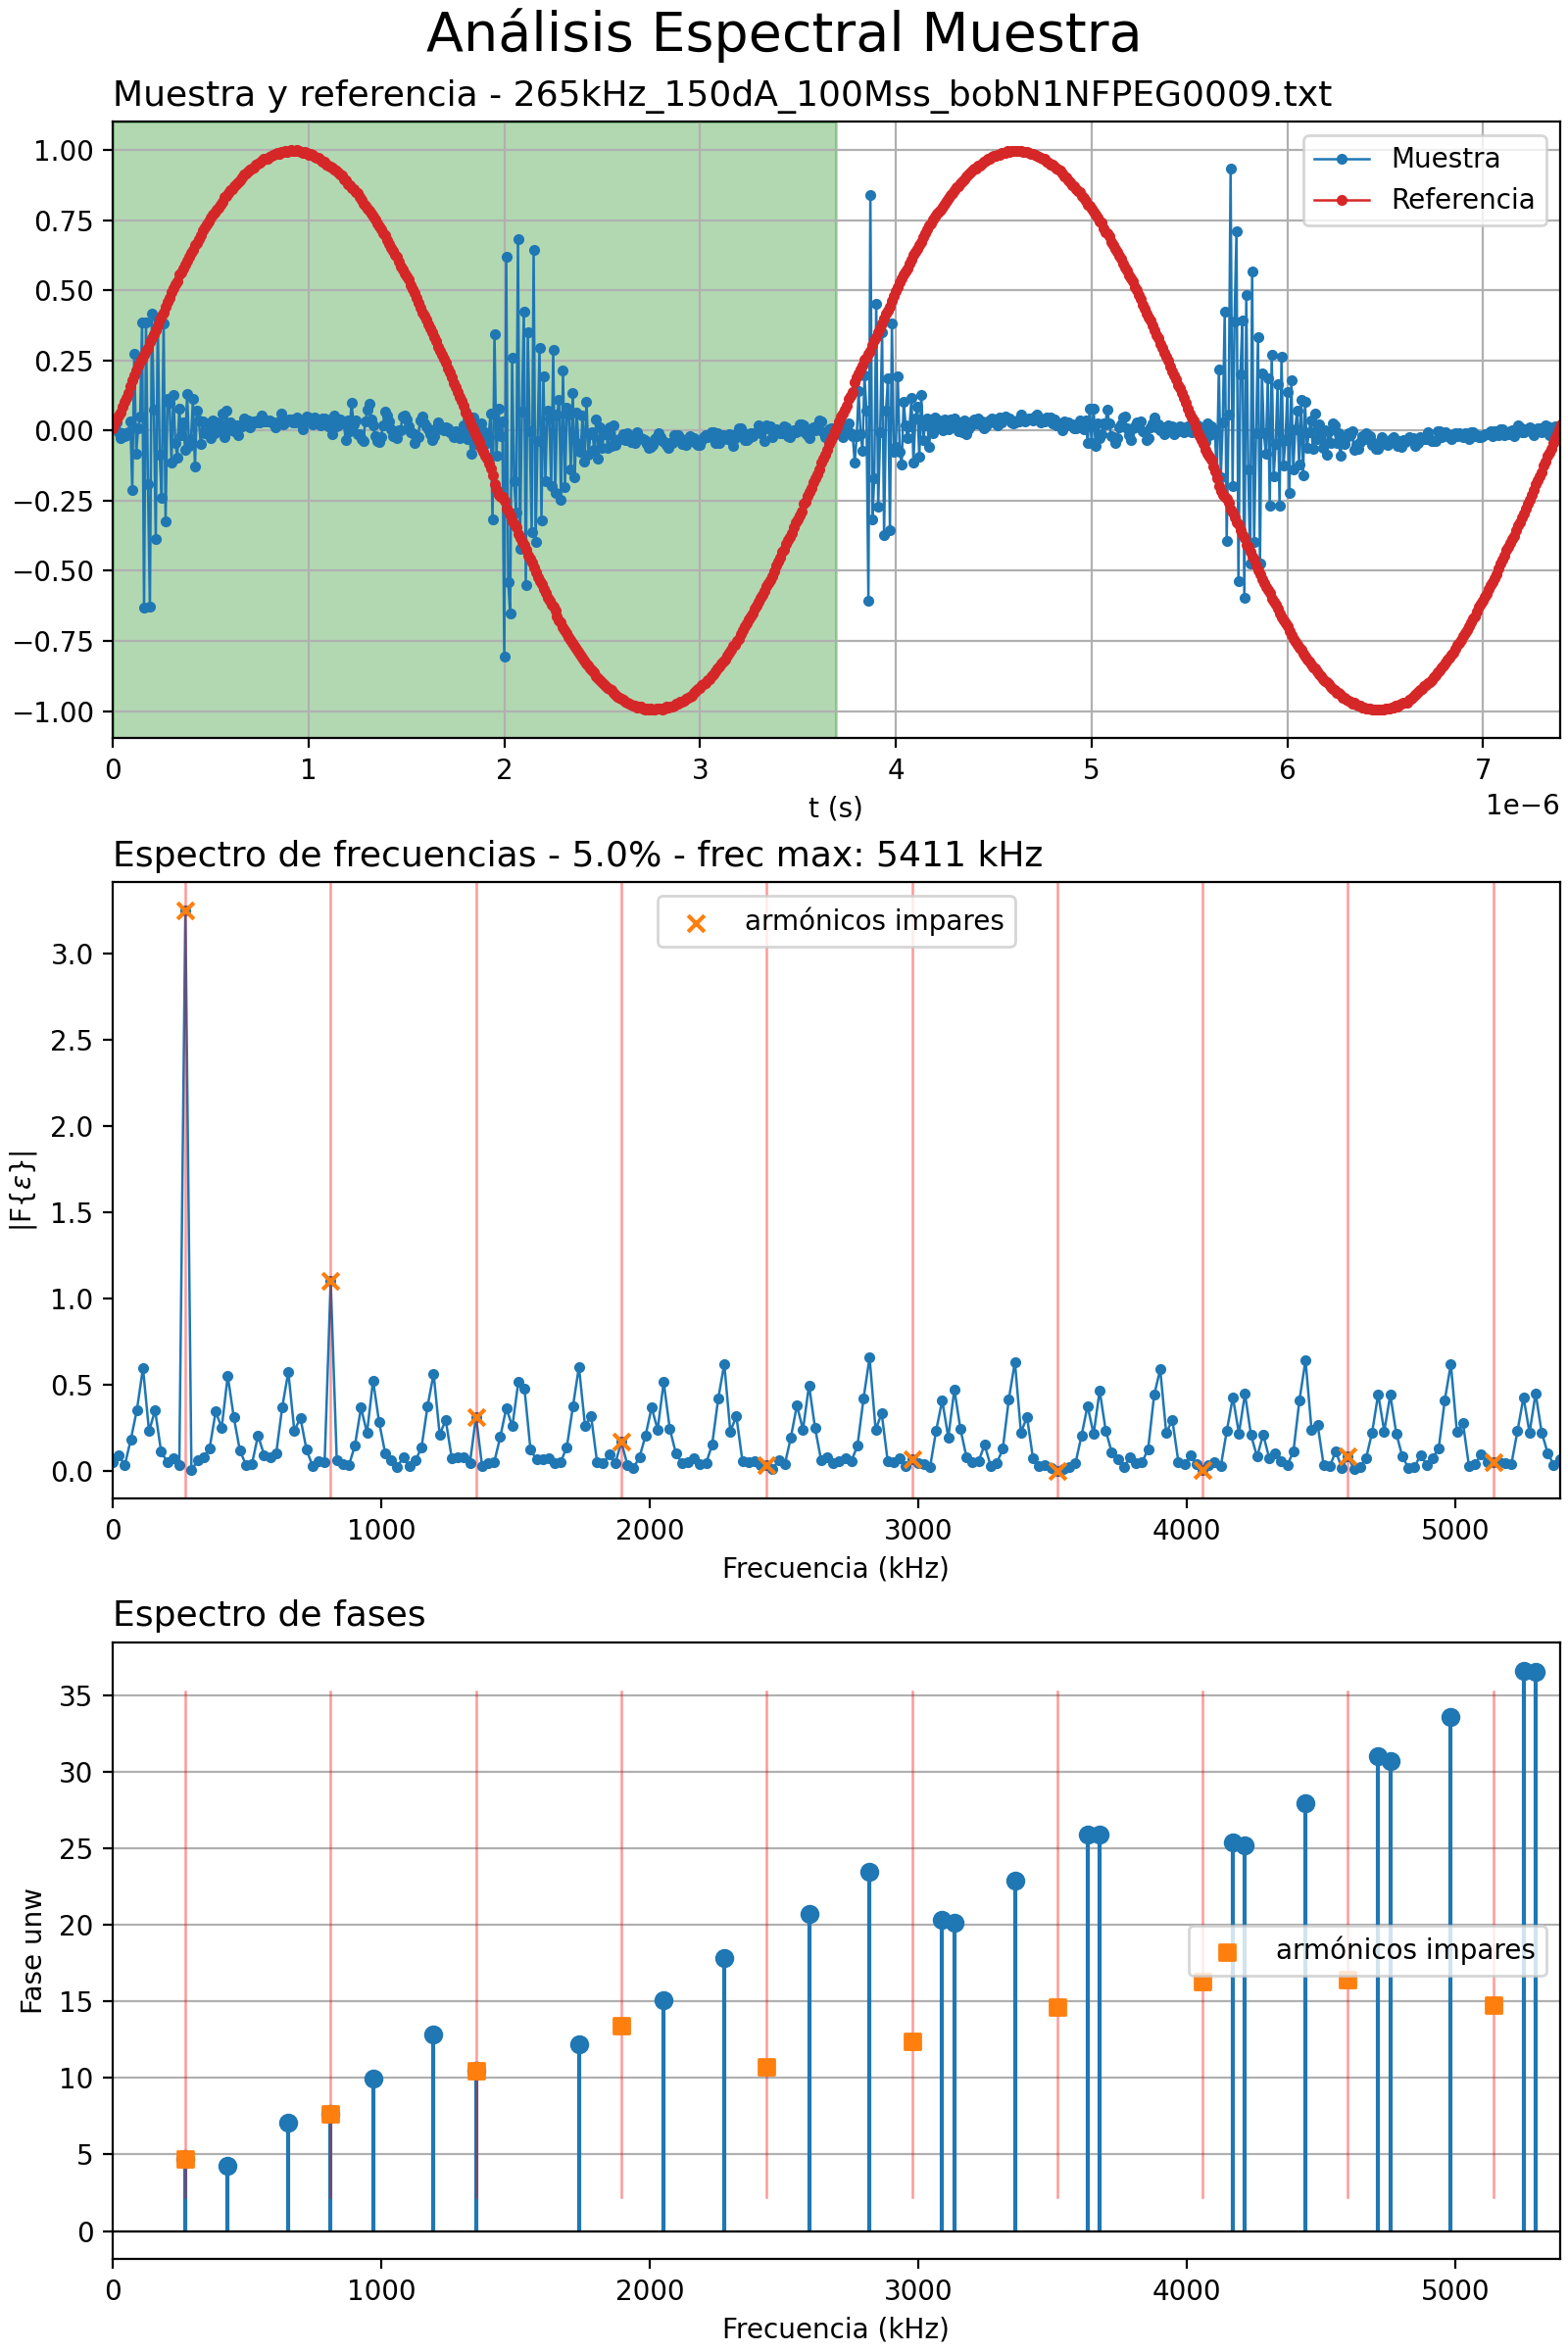 Análisis Espectral Muestra
Muestra y referencia - 265kHz_150dA_100Mss_bobN1NFPEG0009.txt
1.00
0.75
0.50
0.25
0.00
−0.25
−0.50
−0.75
−1.00
Muestra
Referencia
0 1 2 3 4 5 6 7
t (s)
1e−6
Espectro de frecuencias - 5.0% - frec max: 5411 kHz
armónicos impares
|F{ε}|
3.0
2.5
2.0
1.5
1.0
0.5
0.0
0 1000 2000 3000 4000 5000
Frecuencia (kHz)
Espectro de fases
Fase unw
35
30
25
20
15
10
5
0
armónicos impares
0 1000 2000 3000 4000 5000
Frecuencia (kHz)